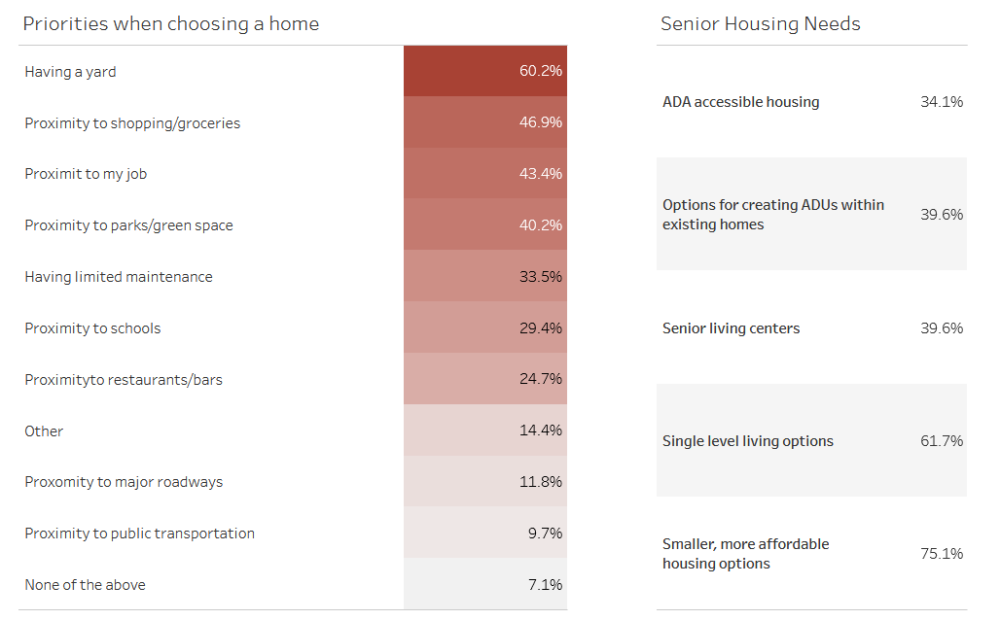 Priorities when choosing a home
Having a yard 60.2%
Proximity to shopping/groceries 46.9%
Proximit to my job 43.4%
Proximity to parks/green space 40.2%
Having limited maintenance 33.5%
Proximity to schools 29.4%
Proximityto restaurants/bars 24.7%
Other 14.4%
Proxomity to major roadways 11.8%
Proximity to public transportation 9.7%
None of the above 7.1%
Senior Housing Needs
ADA accessible housing 34.1%
Options for creating ADUs within
existing homes 39.6%
Senior living centers 39.6%
Single level living options 61.7%
Smaller, more affordable
housing options 75.1%